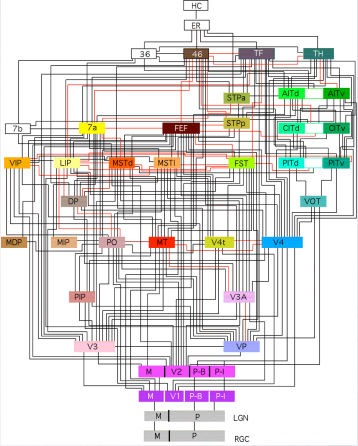 HC
ER
36 46 TF TH
STPa AITd AITv
7b 7a FEF STPp CITd CITv
VIP LIP MSTd MSTl FST PITd PITv
DP VOT
MDP MIP PO MT V4t V4
PIP V3A
V3 VP
M V2 P-B P-I
M V1 P-B P-I
M P LGN
M P RGC